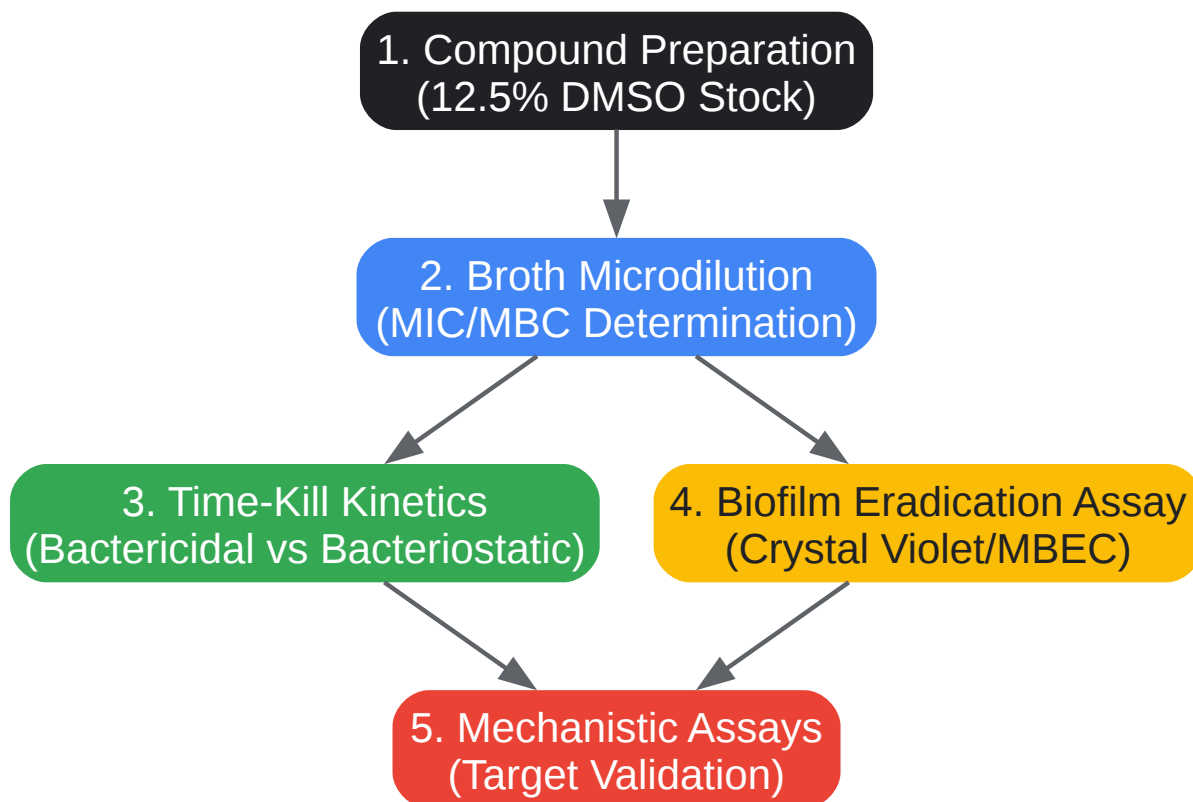 1. Compound Preparation
(12.5% DMSO Stock)
2. Broth Microdilution
(MIC/MBC Determination)
3. Time-Kill Kinetics
(Bactericidal vs Bacteriostatic)
4. Biofilm Eradication Assay
(Crystal Violet/MBEC)
5. Mechanistic Assays
(Target Validation)